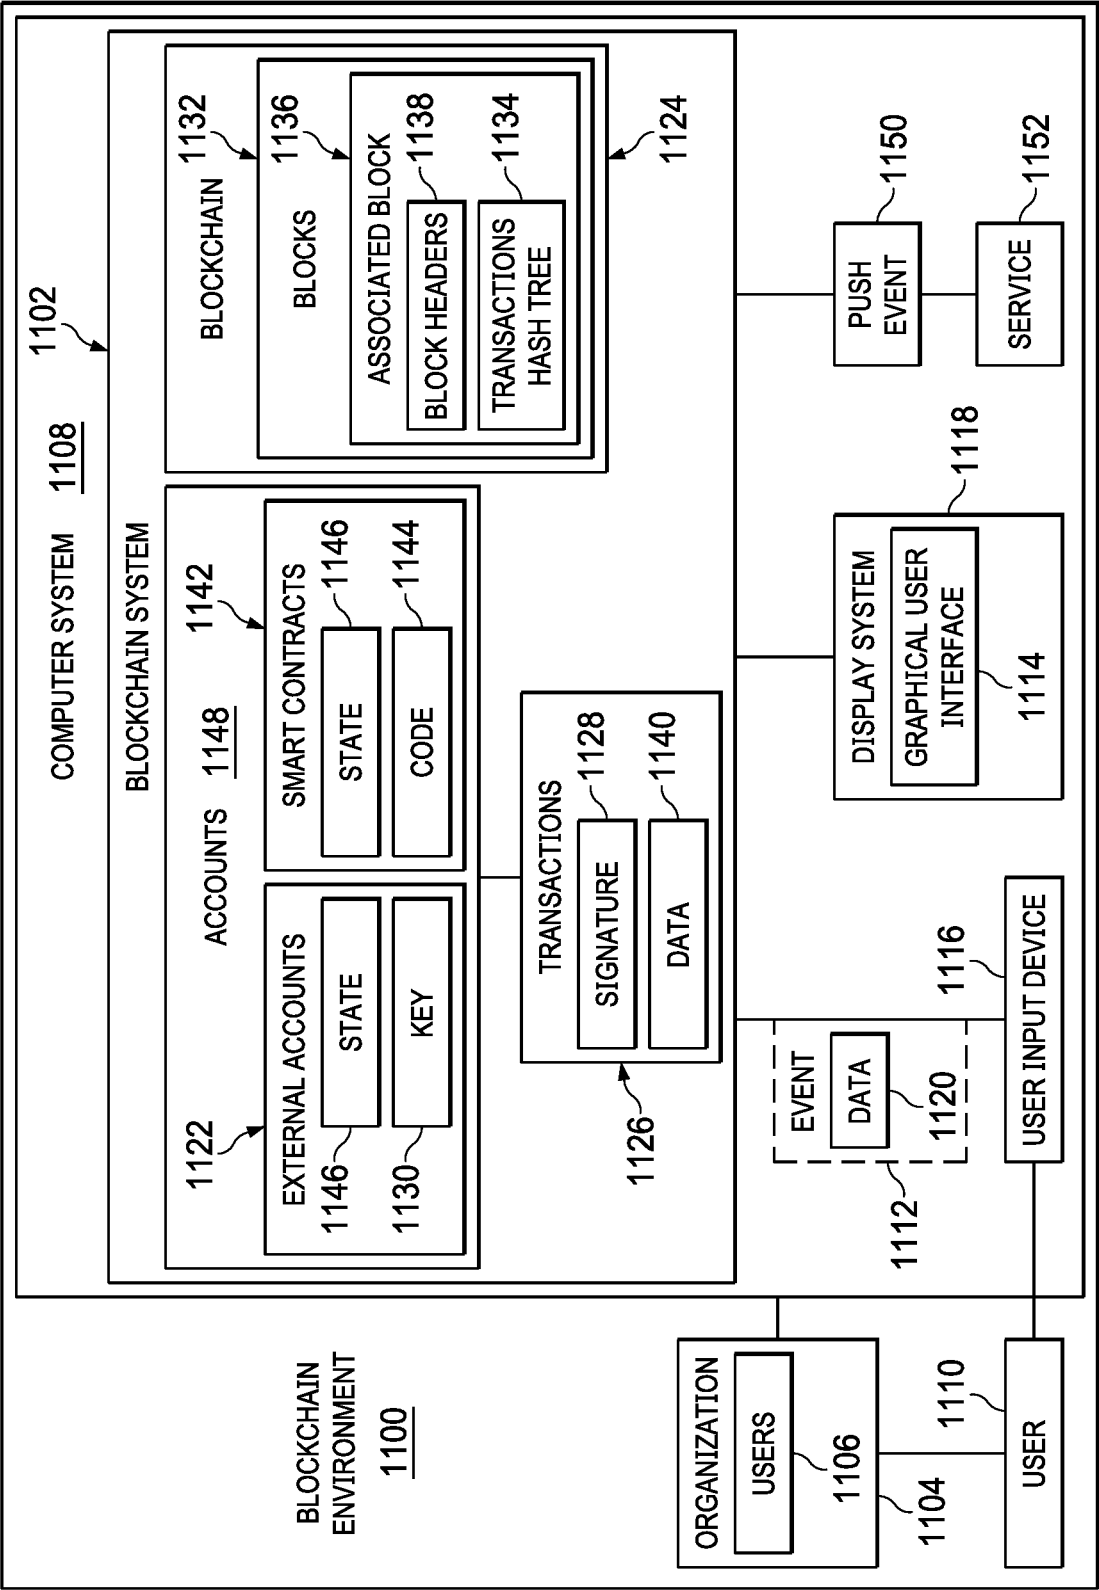 BLOCKCHAIN
ENVIRONMENT
1100
COMPUTER SYSTEM
1108
1102
BLOCKCHAIN SYSTEM
ACCOUNTS
1148
1122
EXTERNAL ACCOUNTS
1146
STATE
1130
KEY
1142
SMART CONTRACTS
STATE
1146
CODE
1144
BLOCKCHAIN
1132
BLOCKS
1136
ASSOCIATED BLOCK
BLOCK HEADERS
1138
TRANSACTIONS
HASH TREE
1134
1124
1126
TRANSACTIONS
SIGNATURE
1128
DATA
1140
ORGANIZATION
USERS
1106
1104
USER
1110
EVENT
DATA
1120
1112
USER INPUT DEVICE
1116
DISPLAY SYSTEM
1118
GRAPHICAL USER
INTERFACE
1114
PUSH
EVENT
1150
SERVICE
1152